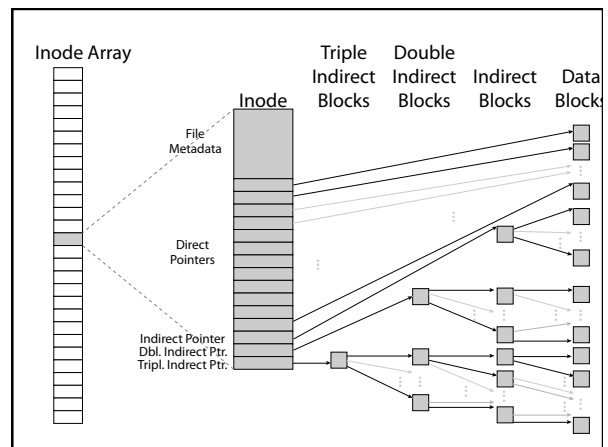 Inode Array
Inode
Triple
Indirect
Blocks
Double
Indirect
Blocks
Indirect
Blocks
Data
Blocks
File
Metadata
Direct
Pointers
Indirect Pointer
Dbl. Indirect Ptr.
Tripl. Indirect Ptr.